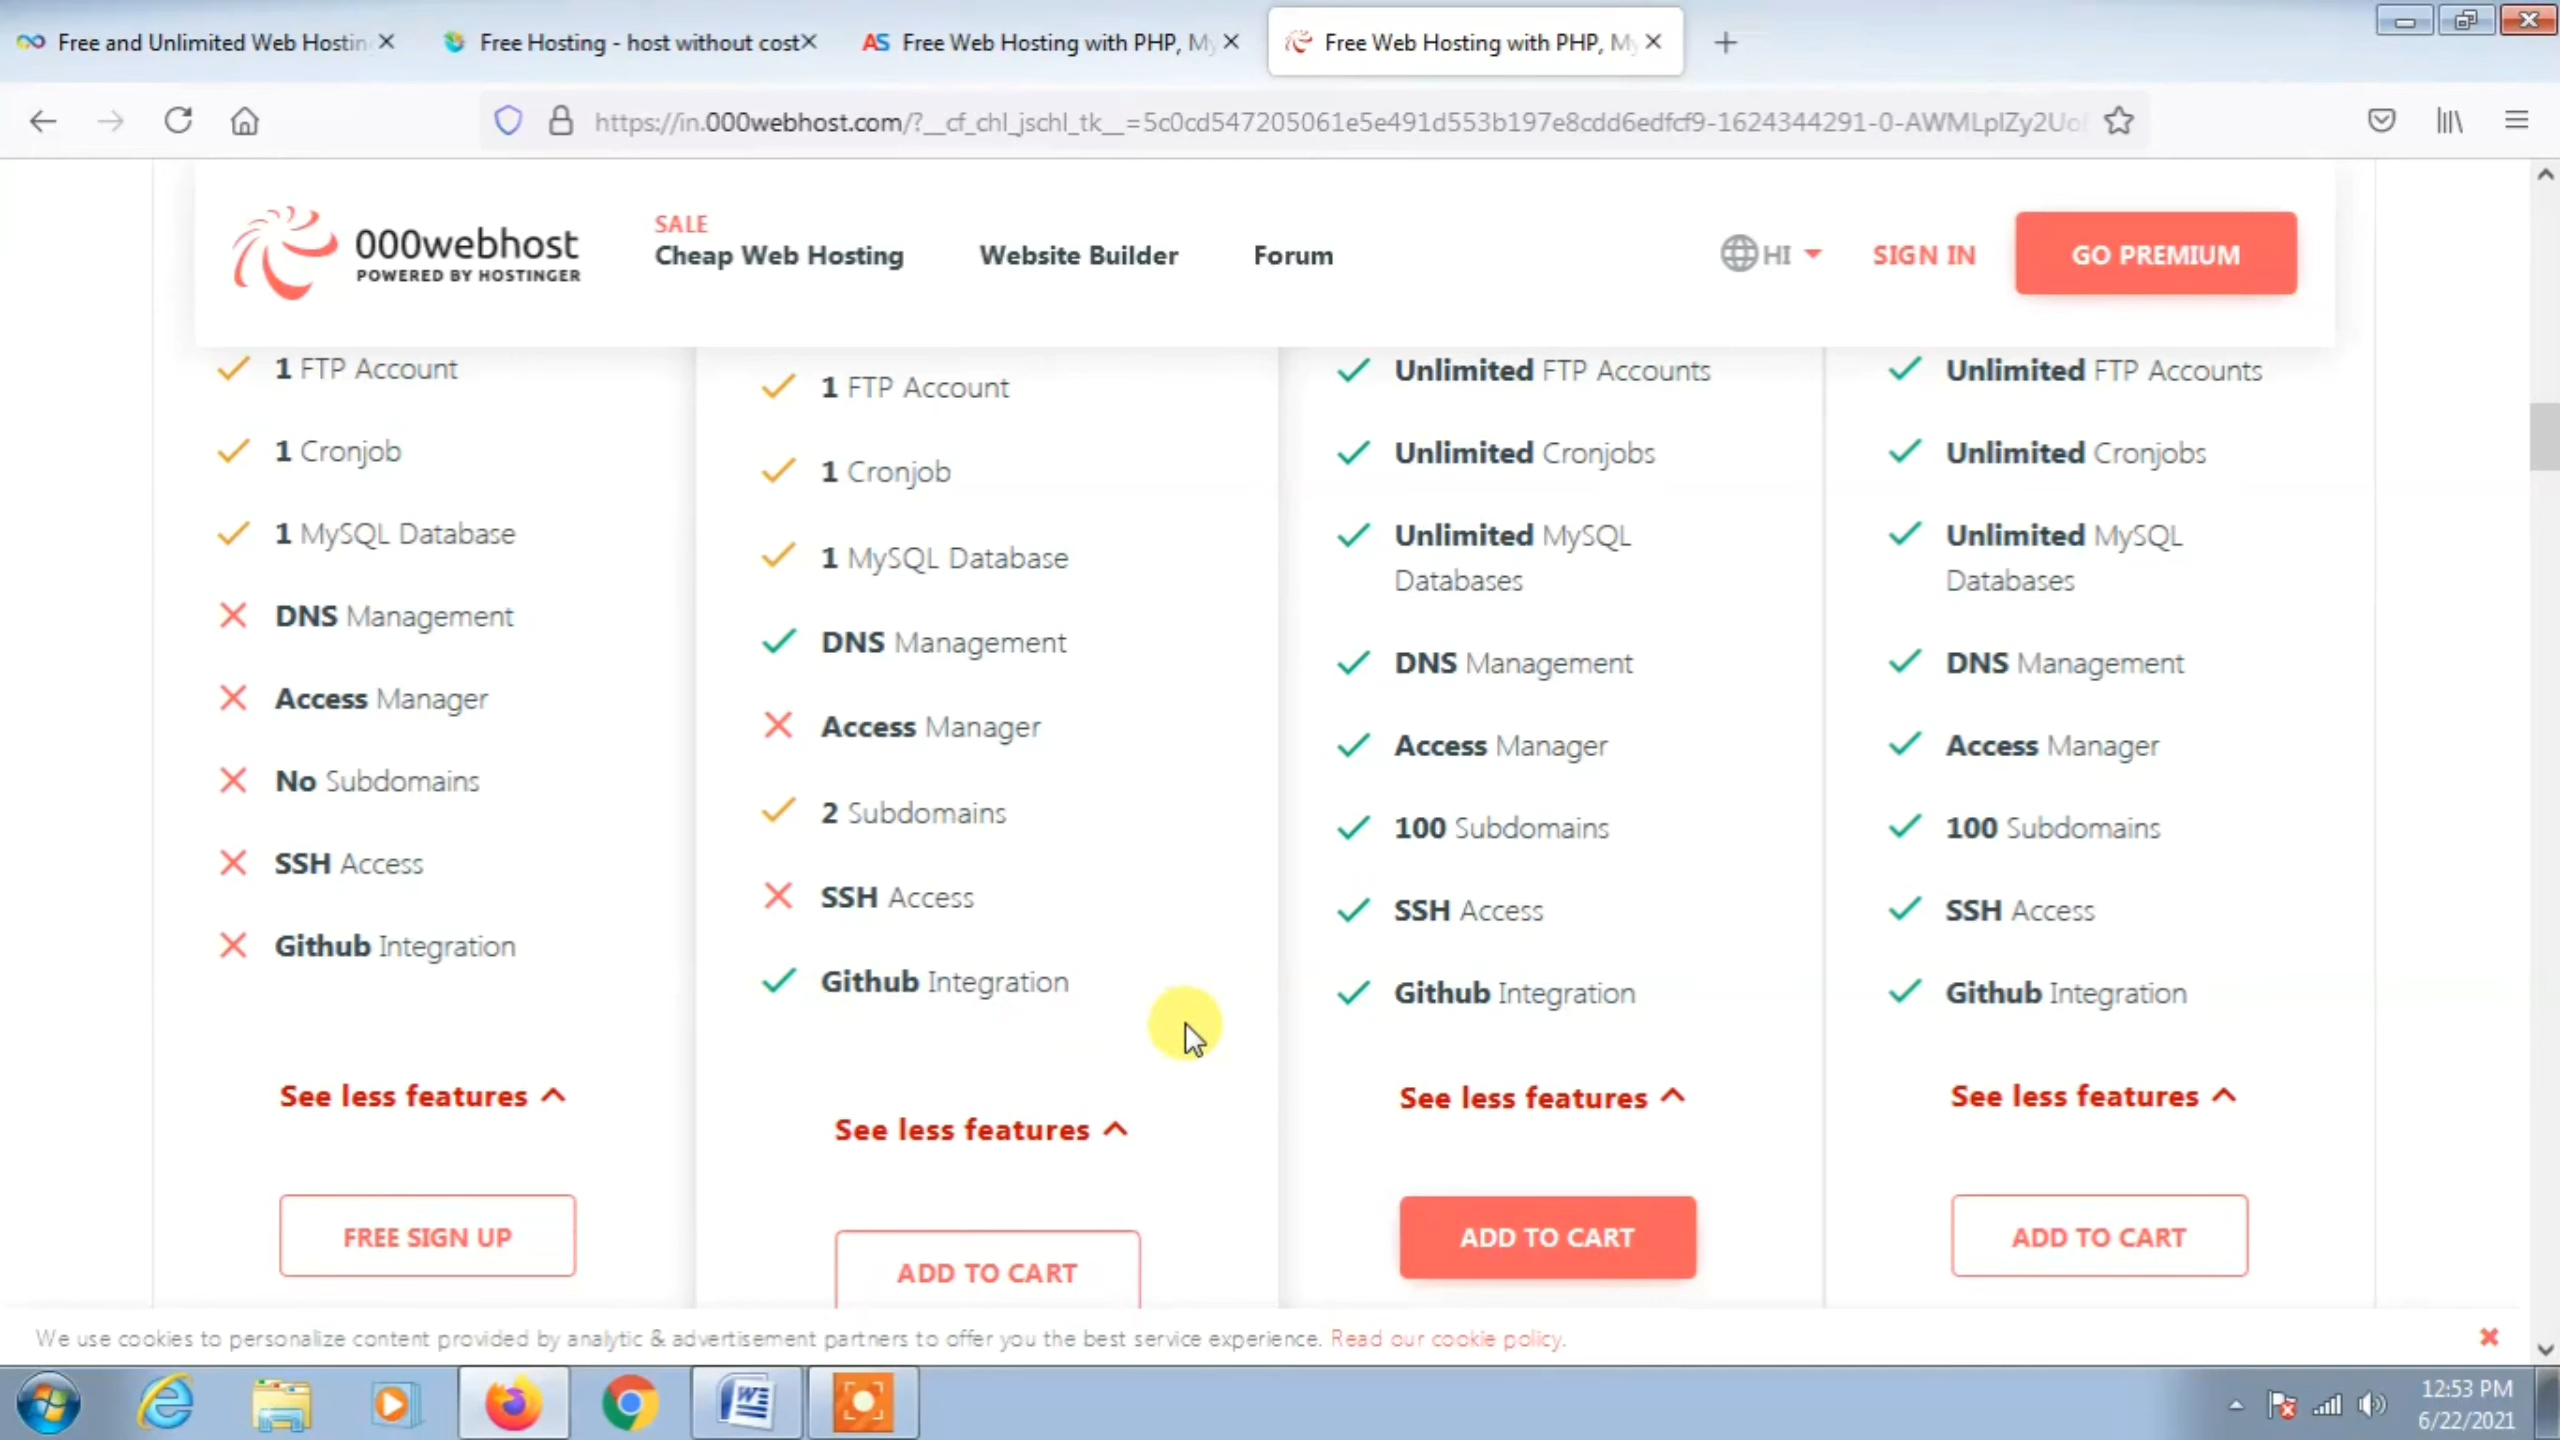 Free and Unlimited Web Hostin
Free Hosting - host without cost
AS Free Web Hosting with PHP, My
Free Web Hosting with PHP, My
https://in.000webhost.com/?__cf_chl_jschl_tk__=5c0cd547205061e5e491d553b197e8cdd6edfcf9-1624344291-0-AWMLpIZy2Uo
000webhost
POWERED BY HOSTINGER
SALE
Cheap Web Hosting
Website Builder
Forum
HI
SIGN IN
GO PREMIUM
1 FTP Account
1 Cronjob
1 MySQL Database
DNS Management
Access Manager
No Subdomains
SSH Access
Github Integration
See less features
FREE SIGN UP
1 FTP Account
1 Cronjob
1 MySQL Database
DNS Management
Access Manager
2 Subdomains
SSH Access
Github Integration
See less features
ADD TO CART
Unlimited FTP Accounts
Unlimited Cronjobs
Unlimited MySQL
Databases
DNS Management
Access Manager
100 Subdomains
SSH Access
Github Integration
See less features
ADD TO CART
Unlimited FTP Accounts
Unlimited Cronjobs
Unlimited MySQL
Databases
DNS Management
Access Manager
100 Subdomains
SSH Access
Github Integration
See less features
ADD TO CART
We use cookies to personalize content provided by analytic & advertisement partners to offer you the best service experience. Read our cookie policy.
12:53 PM
6/22/2021